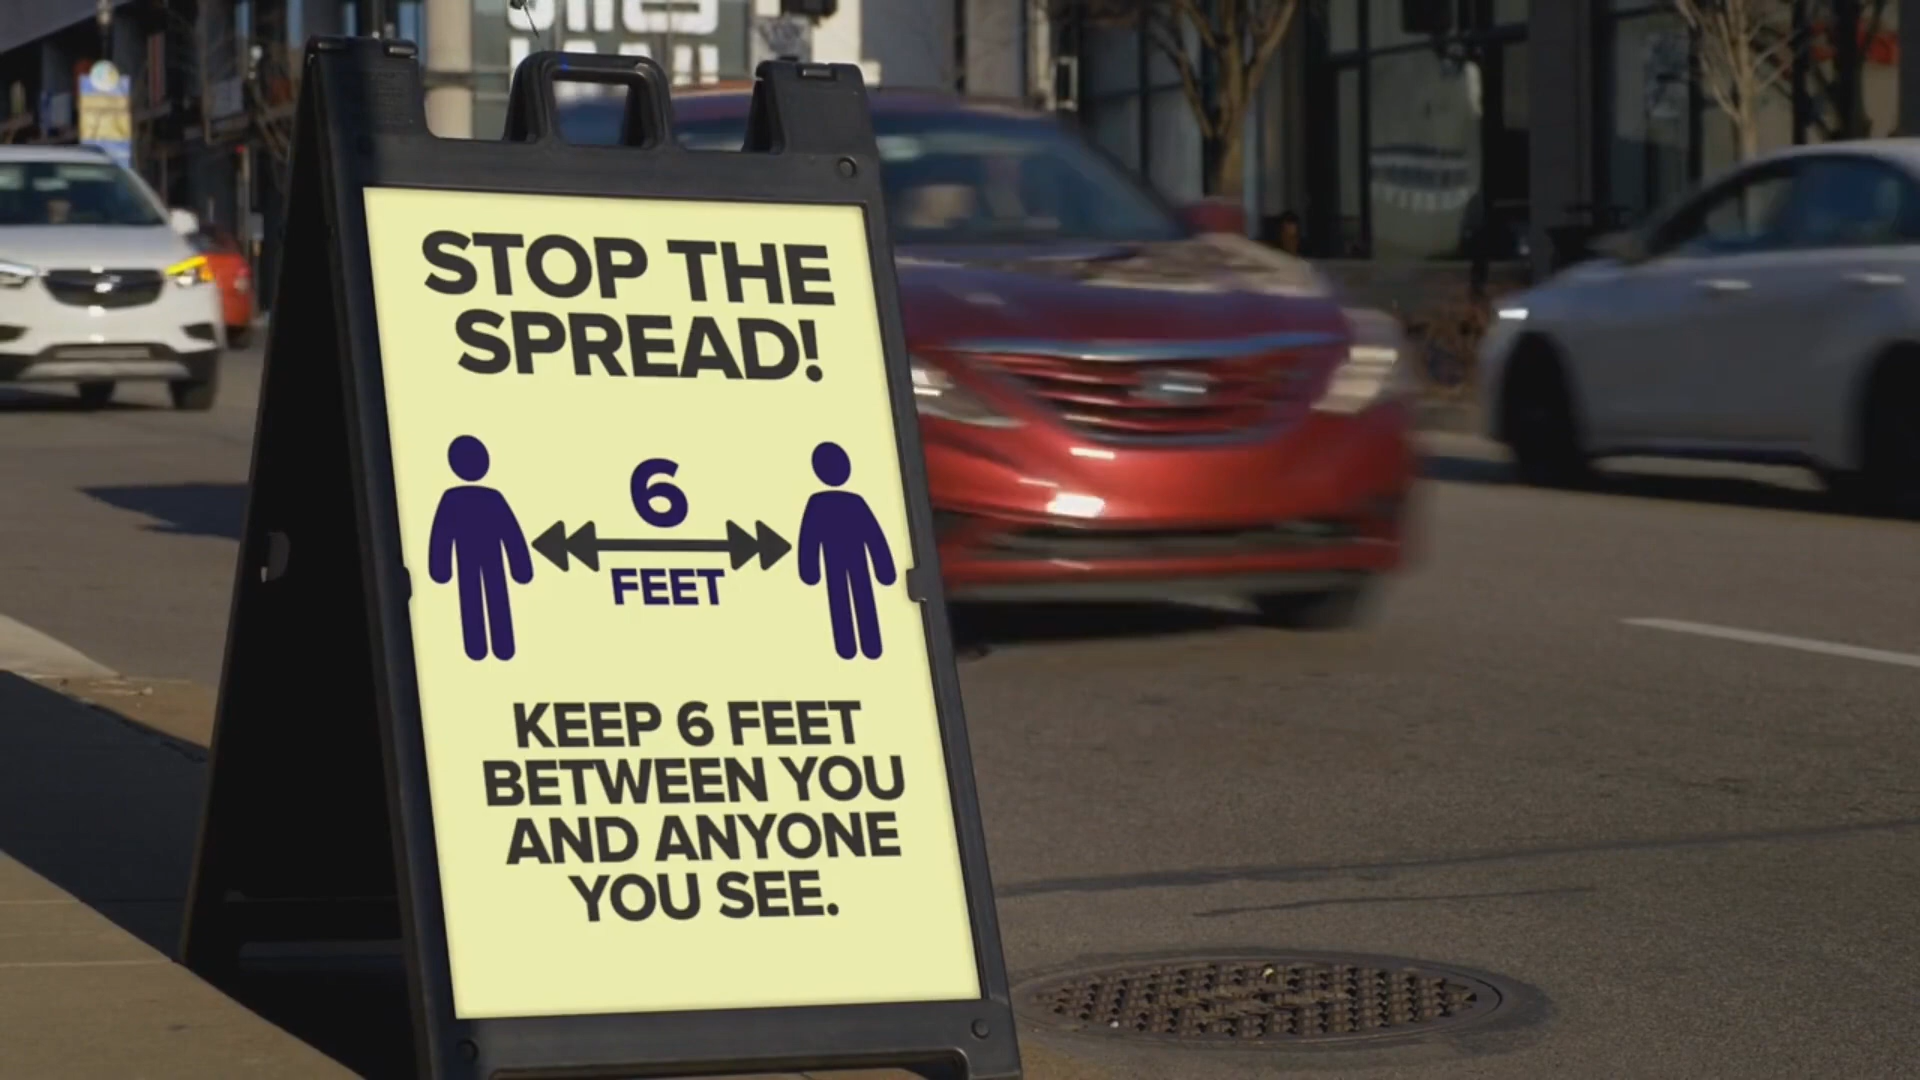 STOP THE
SPREAD!
6
FEET
KEEP 6 FEET
BETWEEN YOU
AND ANYONE
YOU SEE.